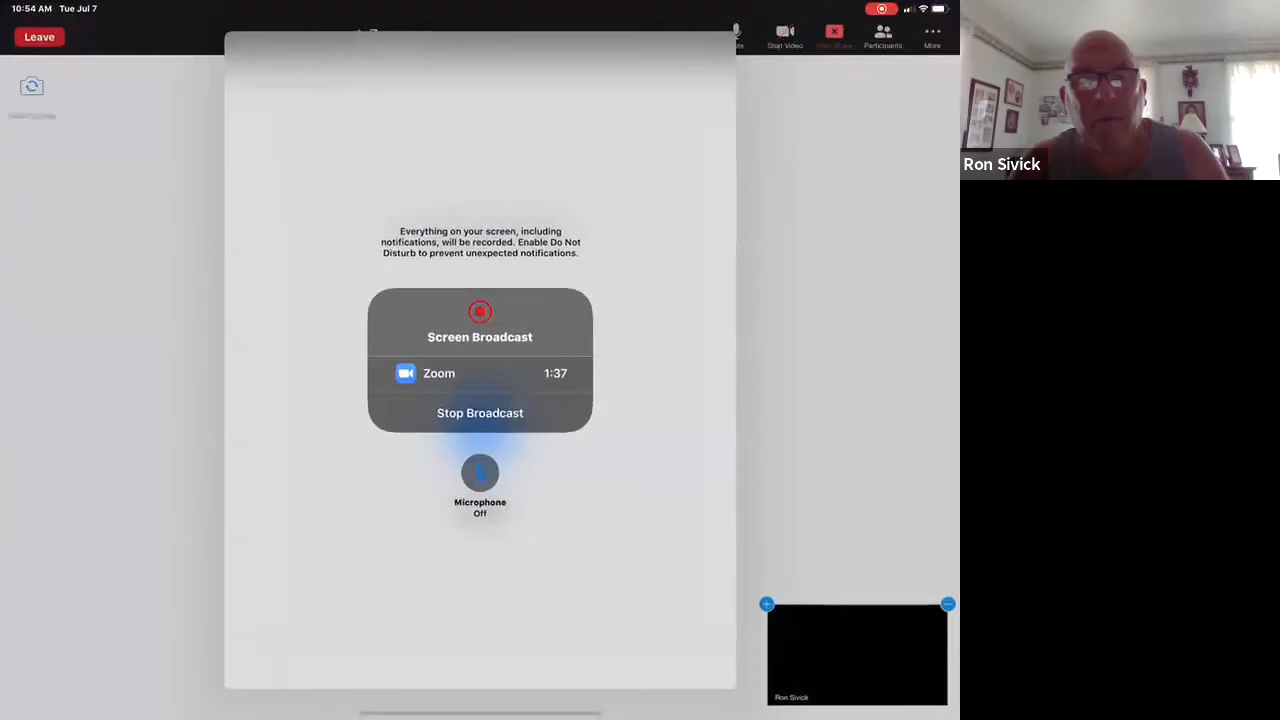 10:54 AM Tue Jul 7
Leave
Stop Video
Participants
More
Everything on your screen, including
notifications, will be recorded. Enable Do Not
Disturb to prevent unexpected notifications.
Screen Broadcast
Zoom 1:37
Stop Broadcast
Microphone
Off
Ron Sivick
Ron Sivick